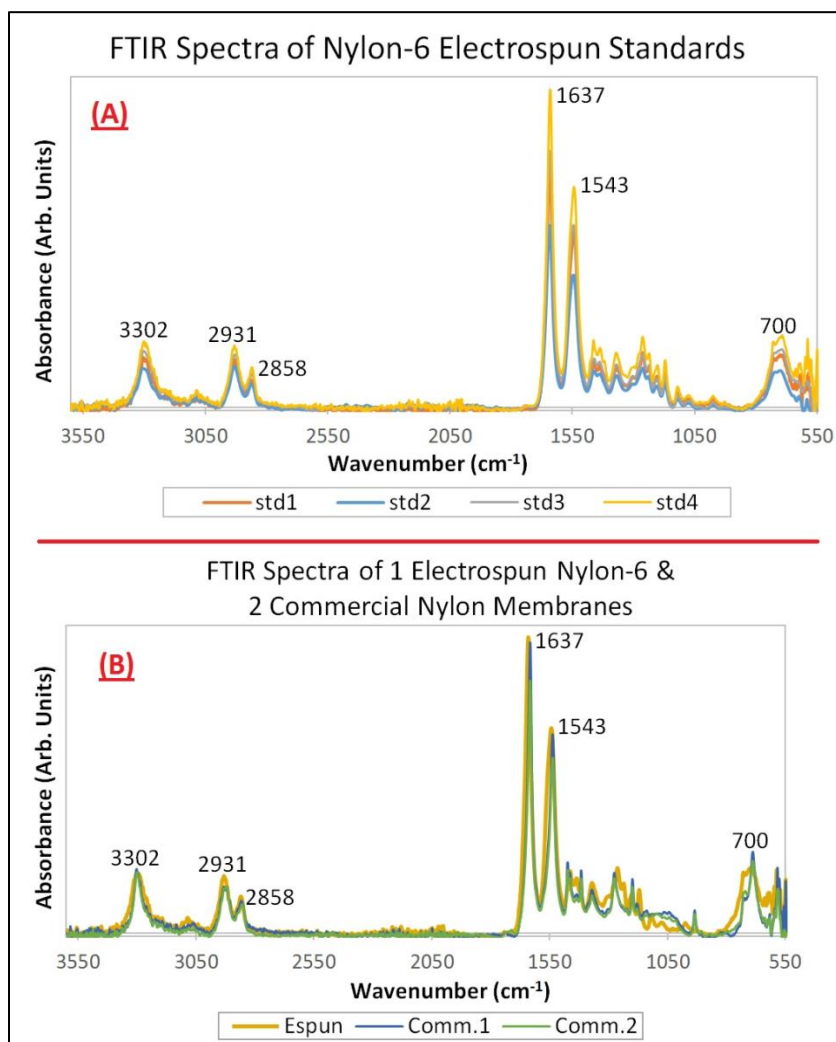 FTIR Spectra of Nylon-6 Electrospun Standards
(A)
1637
1543
3302
2931
2858
700
Absorbance (Arb. Units)
3550 3050 2550 2050 1550 1050 550
Wavenumber (cm⁻¹)
std1 std2 std3 std4
FTIR Spectra of 1 Electrospun Nylon-6 &
2 Commercial Nylon Membranes
(B)
1637
1543
3302
2931
2858
700
Absorbance (Arb. Units)
3550 3050 2550 2050 1550 1050 550
Wavenumber (cm⁻¹)
Espun Comm.1 Comm.2